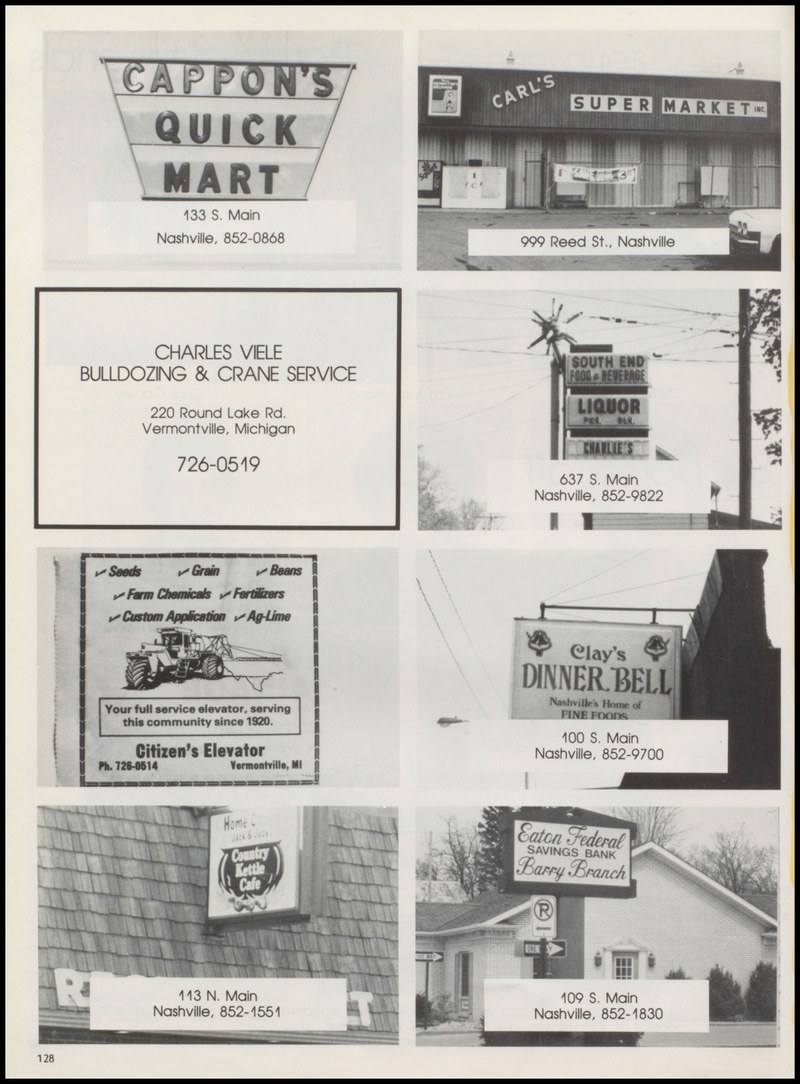 CAPPON'S
QUICK
MART
133 S. Main
Nashville, 852-0868
CARL'S SUPER MARKET INC.
999 Reed St., Nashville
CHARLES VIELE
BULLDOZING & CRANE SERVICE
220 Round Lake Rd.
Vermontville, Michigan
726-0519
SOUTH END
FOOD & BEVERAGE
LIQUOR
PKG. BLV.
CHARLIE'S
637 S. Main
Nashville, 852-9822
Seeds Grain Beans
Farm Chemicals Fertilizers
Custom Application Ag-Lime
Your full service elevator, serving
this community since 1920.
Citizen's Elevator
Ph. 726-0514 Vermontville, MI
Clay's
DINNER BELL
Nashville's Home of
FINE FOODS
100 S. Main
Nashville, 852-9700
Home
Country
Kettle
Cafe
113 N. Main
Nashville, 852-1551
Eaton Federal
SAVINGS BANK
Barry Branch
P
ONE WAY
109 S. Main
Nashville, 852-1830
128